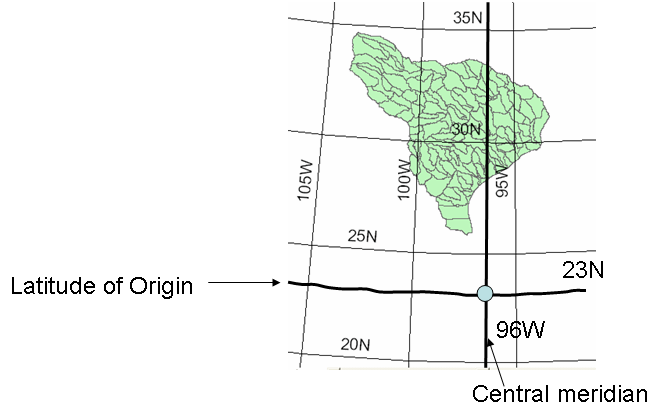 35N
30N
105W
100W
95W
25N
23N
Latitude of Origin
96W
20N
Central meridian